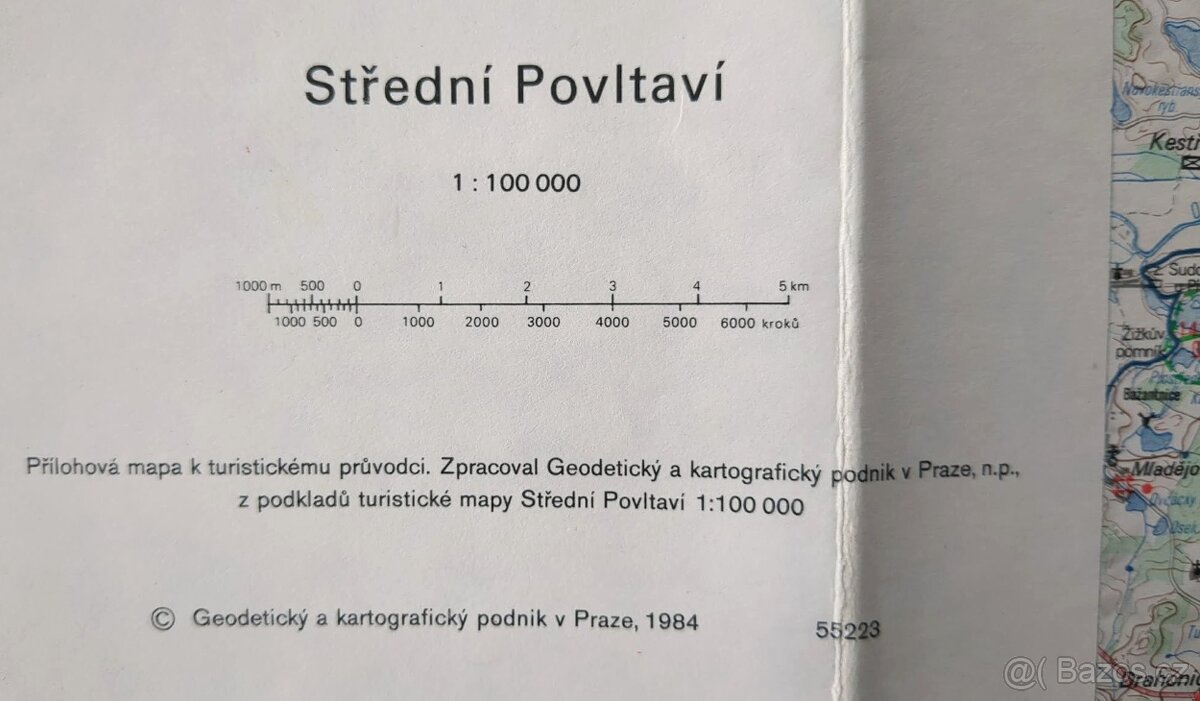 Střední Povltaví
1 : 100 000
1000 m 500 0 1 2 3 4 5 km
1000 500 0 1000 2000 3000 4000 5000 6000 kroků
Přílohová mapa k turistickému průvodci. Zpracoval Geodetický a kartografický podnik v Praze, n.p.,
z podkladů turistické mapy Střední Povltaví 1:100 000
© Geodetický a kartografický podnik v Praze, 1984
55223
ryb.
Žižkův
pomník
Bažantnice
@( Bazos.cz